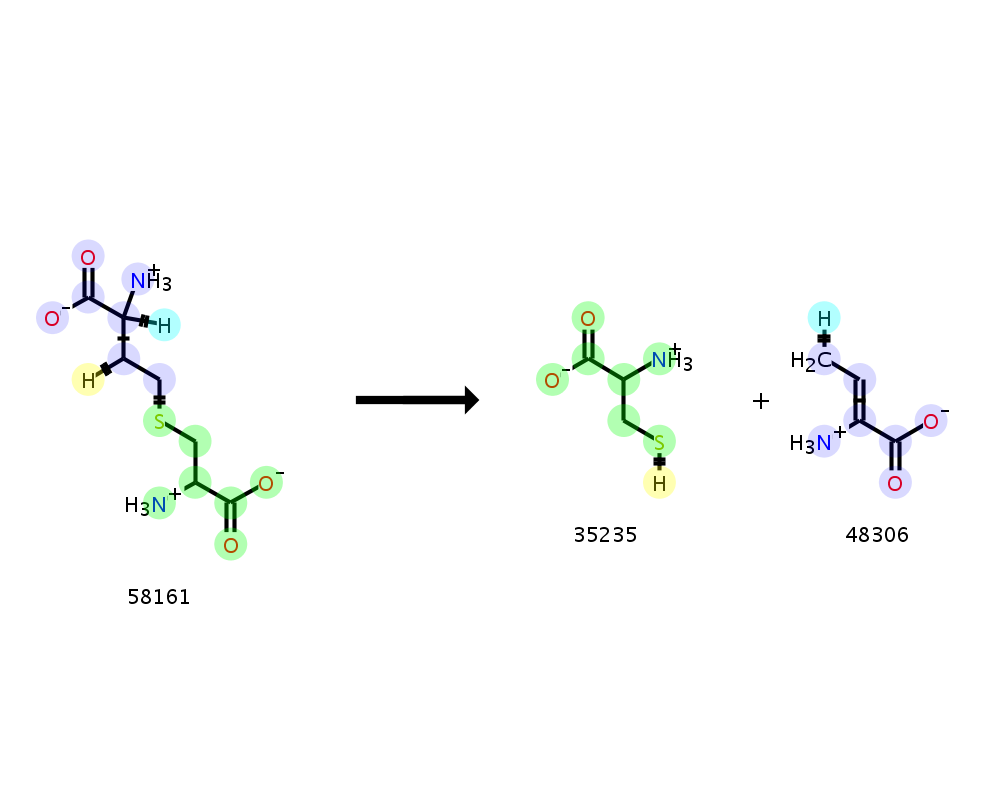 O
NH3+
O-
H
H
S
H3N+
O-
O
58161
O
O-
NH3+
S
H
35235
+
H
H2C
H3N+
O-
O
48306